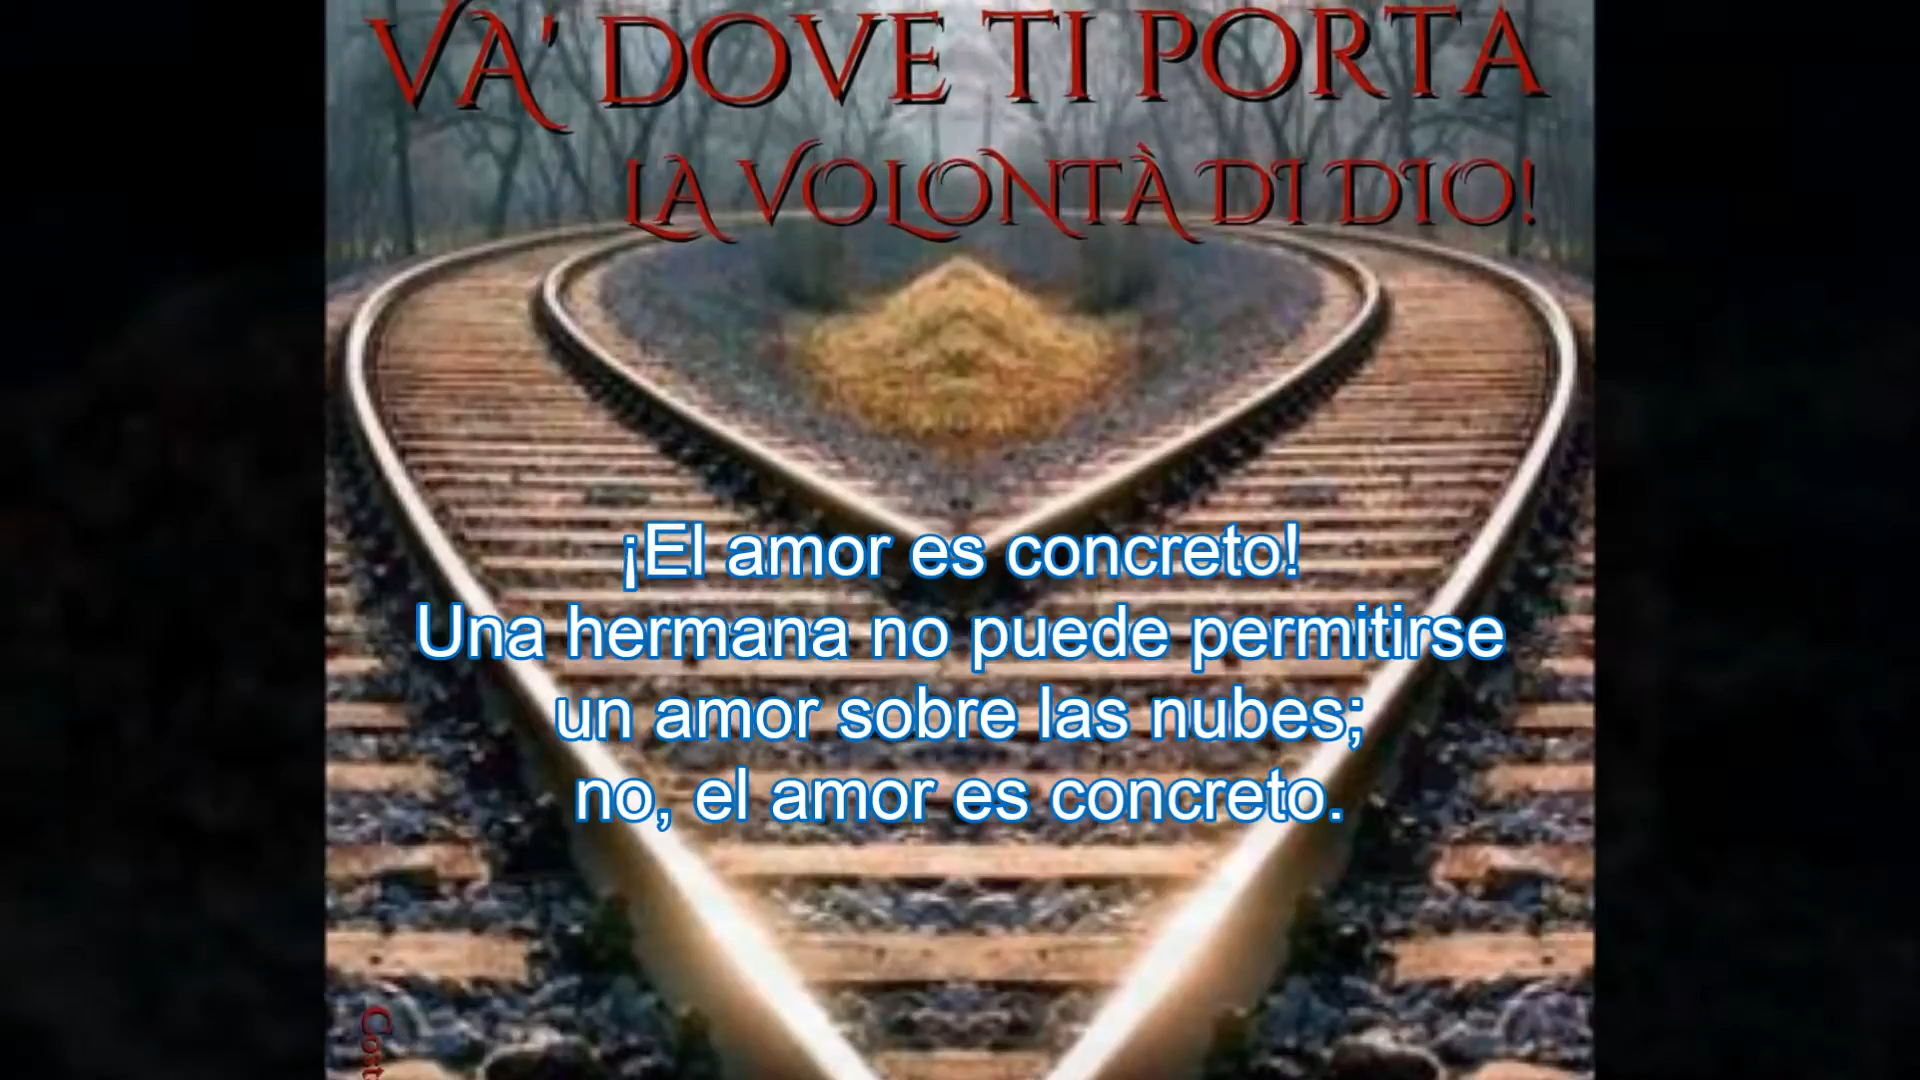 VA' DOVE TI PORTA
LA VOLONTÀ DI DIO!
¡El amor es concreto!
Una hermana no puede permitirse
un amor sobre las nubes;
no, el amor es concreto.